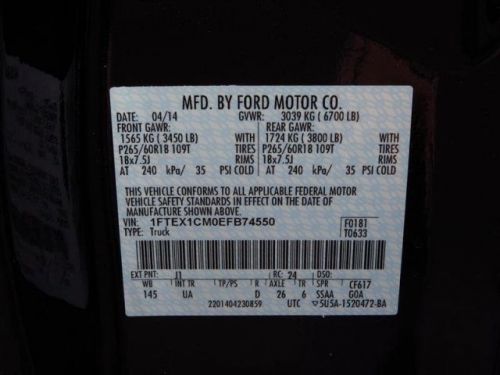 MFD. BY FORD MOTOR CO.
DATE: 04/14 GVWR: 3039 KG ( 6700 LB)
FRONT GAWR: REAR GAWR:
1565 KG ( 3450 LB) WITH 1724 KG ( 3800 LB) WITH
P265/60R18 109T TIRES P265/60R18 109T TIRES
18x7.5J RIMS 18x7.5J RIMS
AT 240 kPa/ 35 PSI COLD AT 240 kPa/ 35 PSI COLD
THIS VEHICLE CONFORMS TO ALL APPLICABLE FEDERAL MOTOR
VEHICLE SAFETY STANDARDS IN EFFECT ON THE DATE OF
MANUFACTURE SHOWN ABOVE.
VIN: 1FTEX1CM0EFB74550 F0181
TYPE: Truck T0633
EXT PNT: J1 RC: 24 DSO:
WB INT TR TP/PS R AXLE TR SPR CF617
145 UA D 26 6 SSAA GOA
2201404230859 UTC 5U5A-1520472-BA